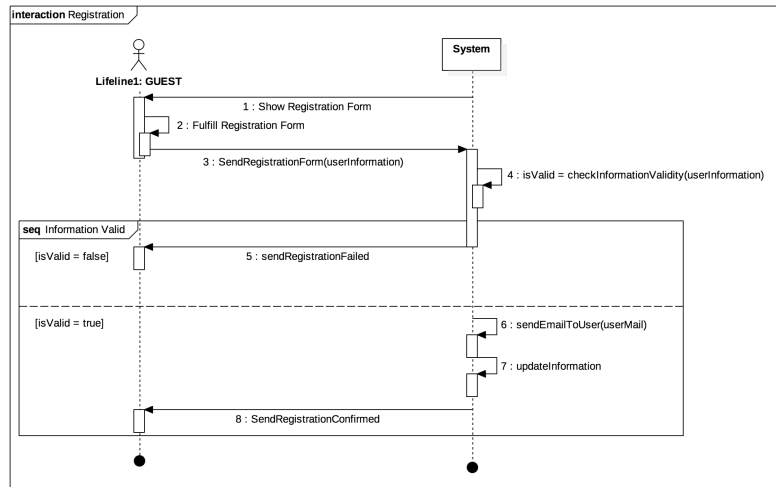 interaction Registration
System
Lifeline1: GUEST
1 : Show Registration Form
2 : Fulfill Registration Form
3 : SendRegistrationForm(userInformation)
4 : isValid = checkInformationValidity(userInformation)
seq Information Valid
[isValid = false]
5 : sendRegistrationFailed
[isValid = true]
6 : sendEmailToUser(userMail)
7 : updateInformation
8 : SendRegistrationConfirmed